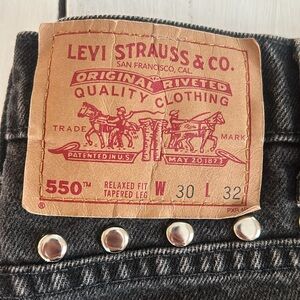 LEVI STRAUSS & CO.
SAN FRANCISCO, CAL.
ORIGINAL RIVETED
QUALITY CLOTHING
TRADE MARK
PATENTED IN U.S. MAY 20 1873
550™ RELAXED FIT TAPERED LEG W 30 L 32
®